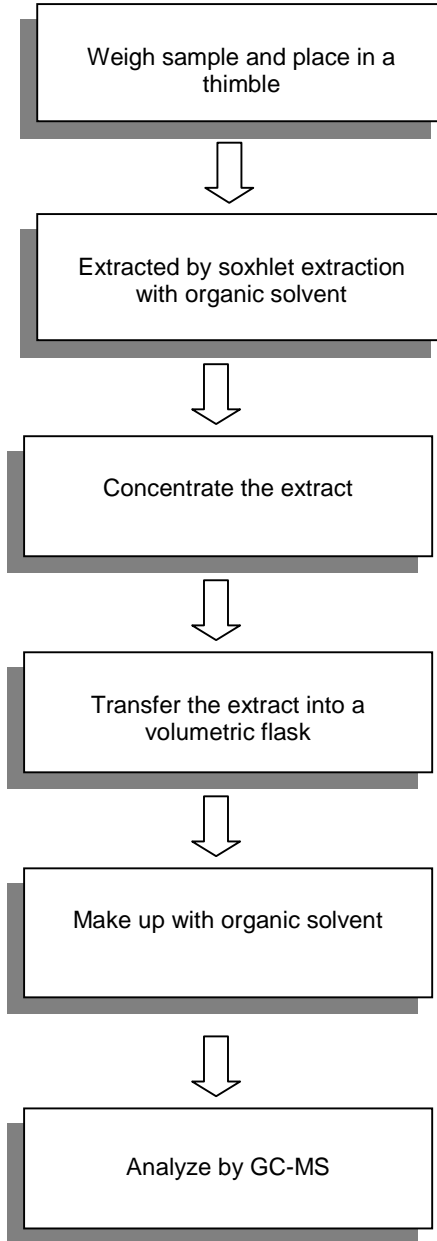 Weigh sample and place in a
thimble
Extracted by soxhlet extraction
with organic solvent
Concentrate the extract
Transfer the extract into a
volumetric flask
Make up with organic solvent
Analyze by GC-MS